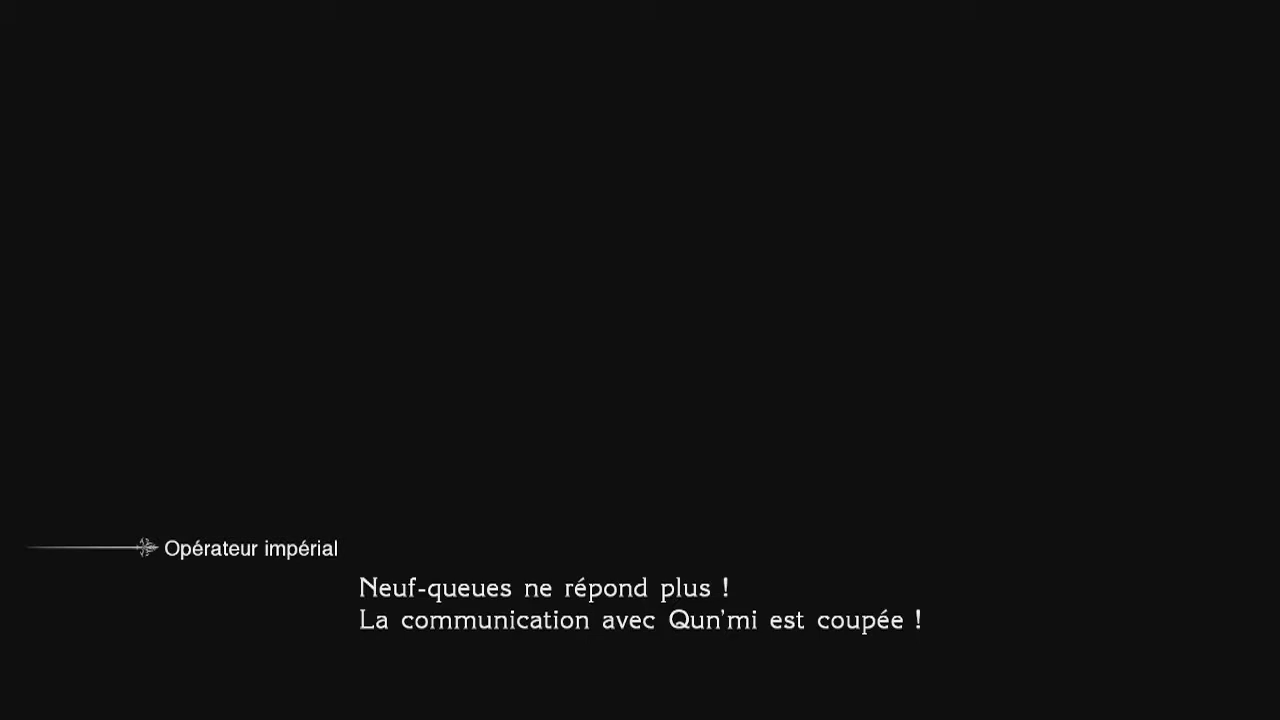 Opérateur impérial
Neuf-queues ne répond plus !
La communication avec Qun'mi est coupée !